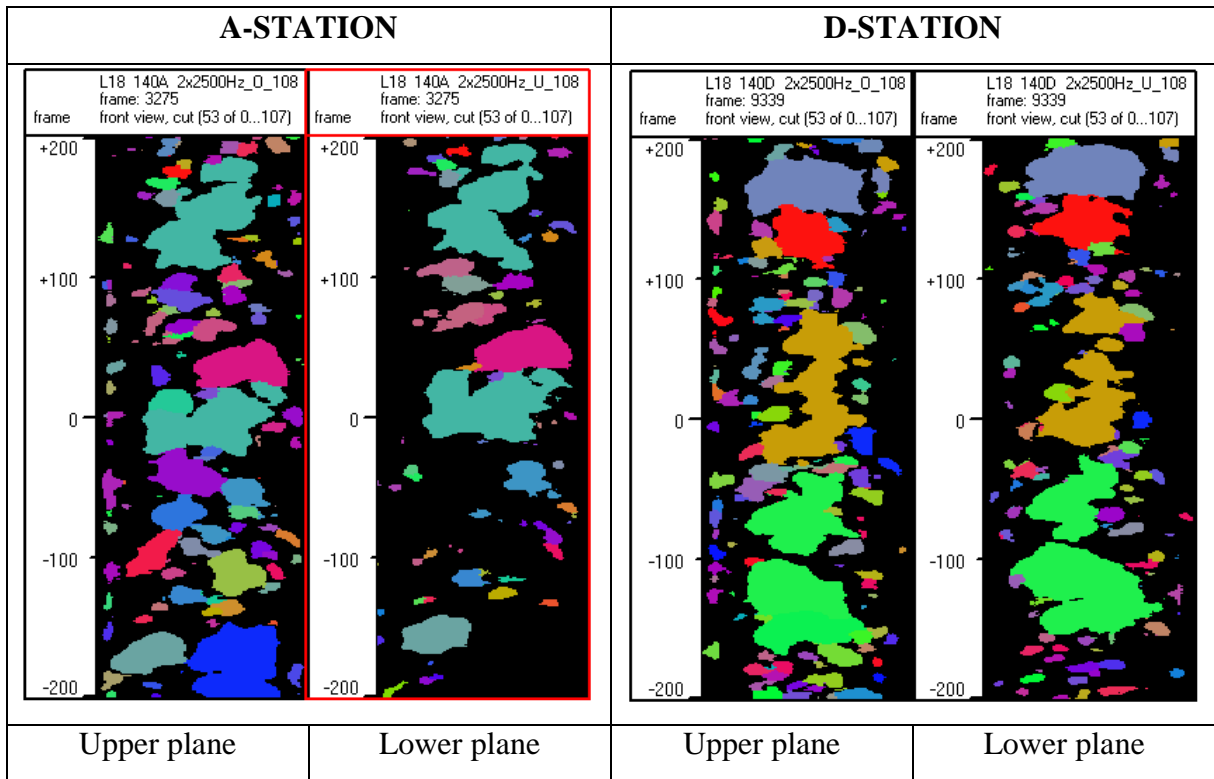 A-STATION
D-STATION
L18 140A 2x2500Hz_O_108
frame: 3275
frame front view, cut (53 of 0...107)
+200
+100
0
-100
-200
L18 140A 2x2500Hz_U_108
frame: 3275
frame front view, cut (53 of 0...107)
+200
+100
0
-100
-200
L18 140D 2x2500Hz_O_108
frame: 9339
frame front view, cut (53 of 0...107)
+200
+100
0
-100
-200
L18 140D 2x2500Hz_U_108
frame: 9339
frame front view, cut (53 of 0...107)
+200
+100
0
-100
-200
Upper plane
Lower plane
Upper plane
Lower plane